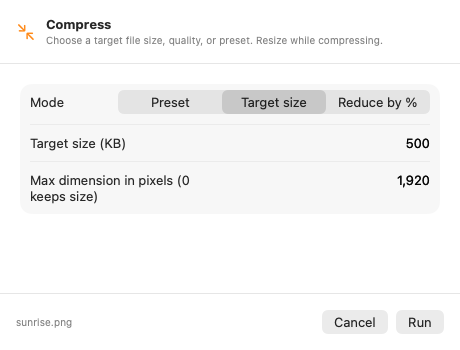 Compress
Choose a target file size, quality, or preset. Resize while compressing.
Mode
Preset
Target size
Reduce by %
Target size (KB)
500
Max dimension in pixels (0
keeps size)
1,920
sunrise.png
Cancel
Run